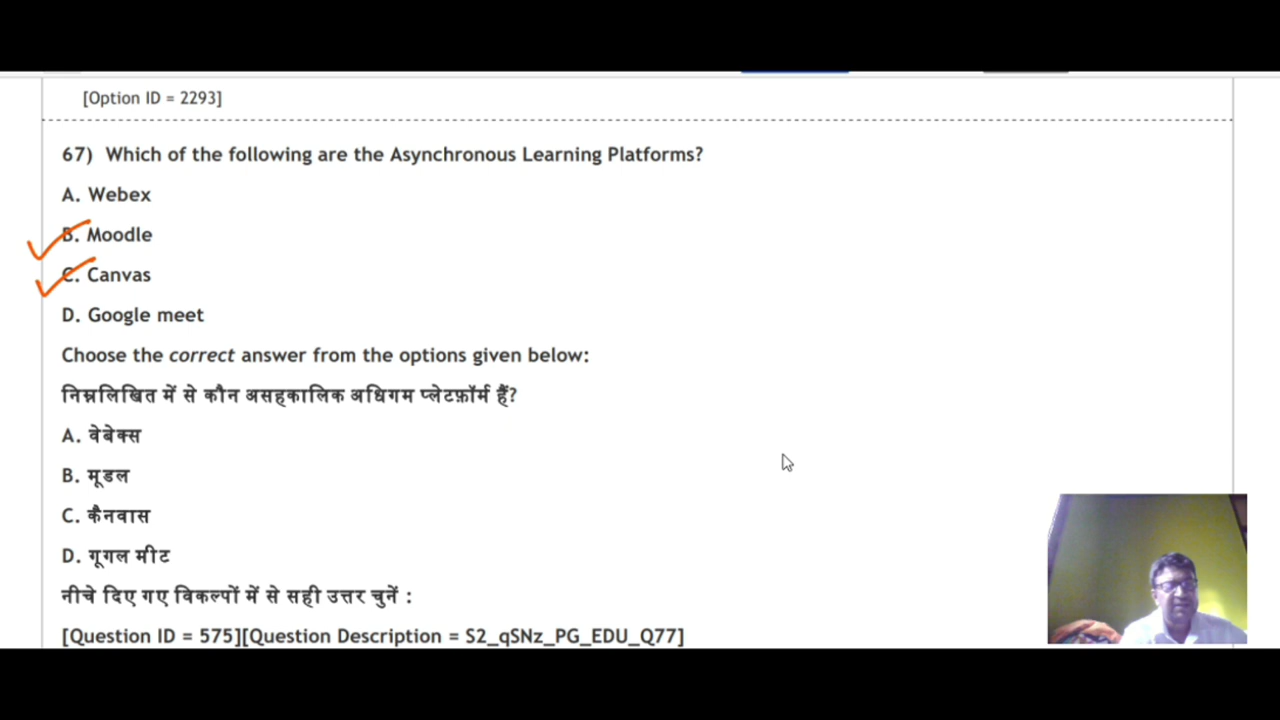 [Option ID = 2293]
67) Which of the following are the Asynchronous Learning Platforms?
A. Webex
B. Moodle
C. Canvas
D. Google meet
Choose the correct answer from the options given below:
निम्नलिखित में से कौन असहकालिक अधिगम प्लेटफ़ॉर्म हैं?
A. वेबेक्स
B. मूडल
C. कैनवास
D. गूगल मीट
नीचे दिए गए विकल्पों में से सही उत्तर चुनें :
[Question ID = 575][Question Description = S2_qSNz_PG_EDU_Q77]